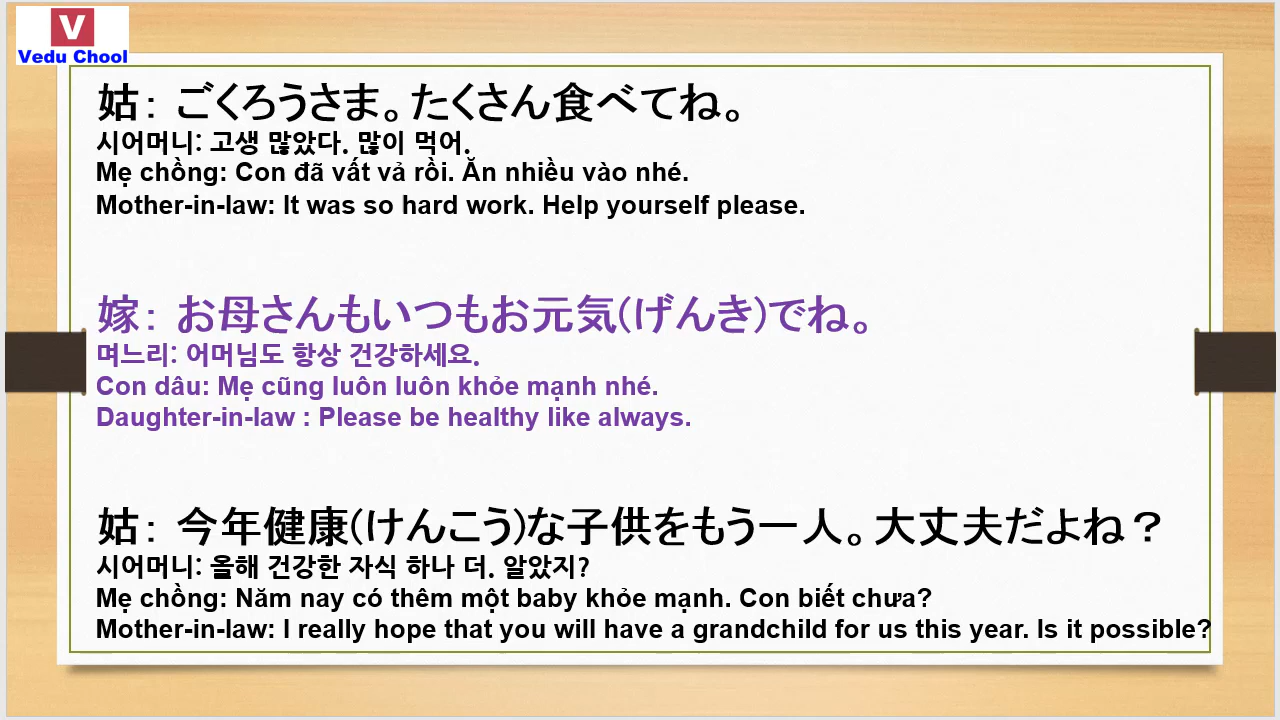 V
Vedu Chool
姑： ごくろうさま。たくさん食べてね。
시어머니: 고생 많았다. 많이 먹어.
Mẹ chồng: Con đã vất vả rồi. Ăn nhiều vào nhé.
Mother-in-law: It was so hard work. Help yourself please.
嫁： お母さんもいつもお元気(げんき)でね。
며느리: 어머님도 항상 건강하세요.
Con dâu: Mẹ cũng luôn luôn khỏe mạnh nhé.
Daughter-in-law : Please be healthy like always.
姑： 今年健康(けんこう)な子供をもう一人。大丈夫だよね？
시어머니: 올해 건강한 자식 하나 더. 알았지?
Mẹ chồng: Năm nay có thêm một baby khỏe mạnh. Con biết chưa?
Mother-in-law: I really hope that you will have a grandchild for us this year. Is it possible?